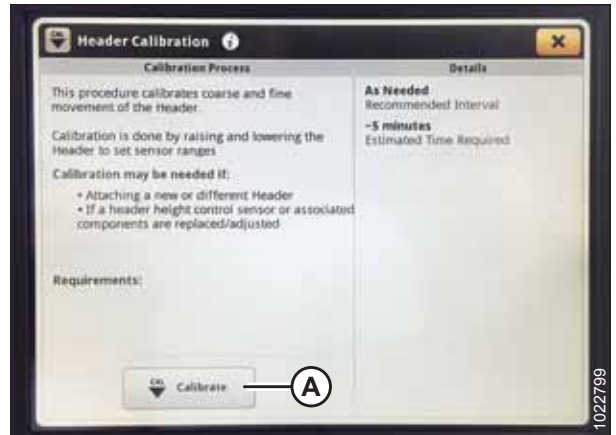 CAL
Header Calibration
Calibration Process
Details
This procedure calibrates coarse and fine
movement of the Header.
Calibration is done by raising and lowering the
Header to set sensor ranges
Calibration may be needed if:
• Attaching a new or different Header
• If a header height control sensor or associated
components are replaced/adjusted
Requirements:
As Needed
Recommended Interval
~5 minutes
Estimated Time Required
CAL
Calibrate
A
1022799